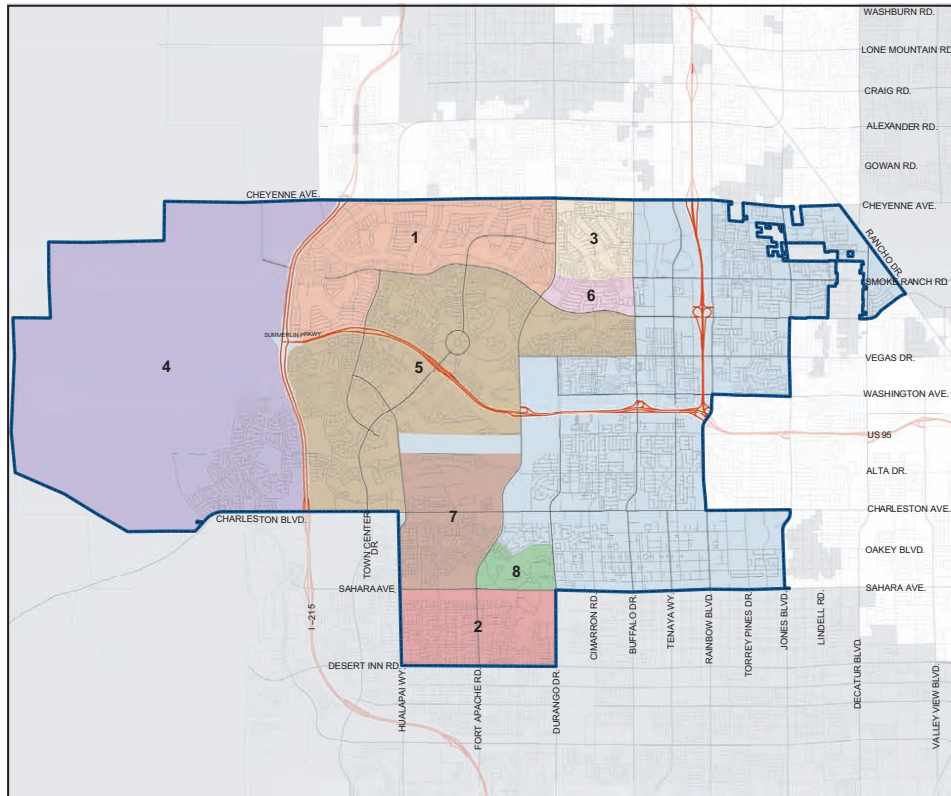 WASHBURN RD.
LONE MOUNTAIN RD
CRAIG RD.
ALEXANDER RD.
GOWAN RD.
CHEYENNE AVE.
CHEYENNE AVE.
1
3
RANCHO DR.
SMOKE RANCH RD.
6
SUMMERLIN PRKWY
4
5
VEGAS DR.
WASHINGTON AVE.
US 95
ALTA DR.
7
CHARLESTON BLVD.
CHARLESTON AVE.
TOWN CENTER
DR.
OAKEY BLVD.
8
SAHARA AVE.
SAHARA AVE.
I -215
2
CIMARRON RD.
BUFFALO DR.
TENAYA WY.
RAINBOW BLVD.
TORREY PINES DR.
JONES BLVD.
LINDELL RD.
DECATUR BLVD.
VALLEY VIEW BLVD.
DESERT INN RD.
HUALAPAI WY.
FORT APACHE RD.
DURANGO DR.